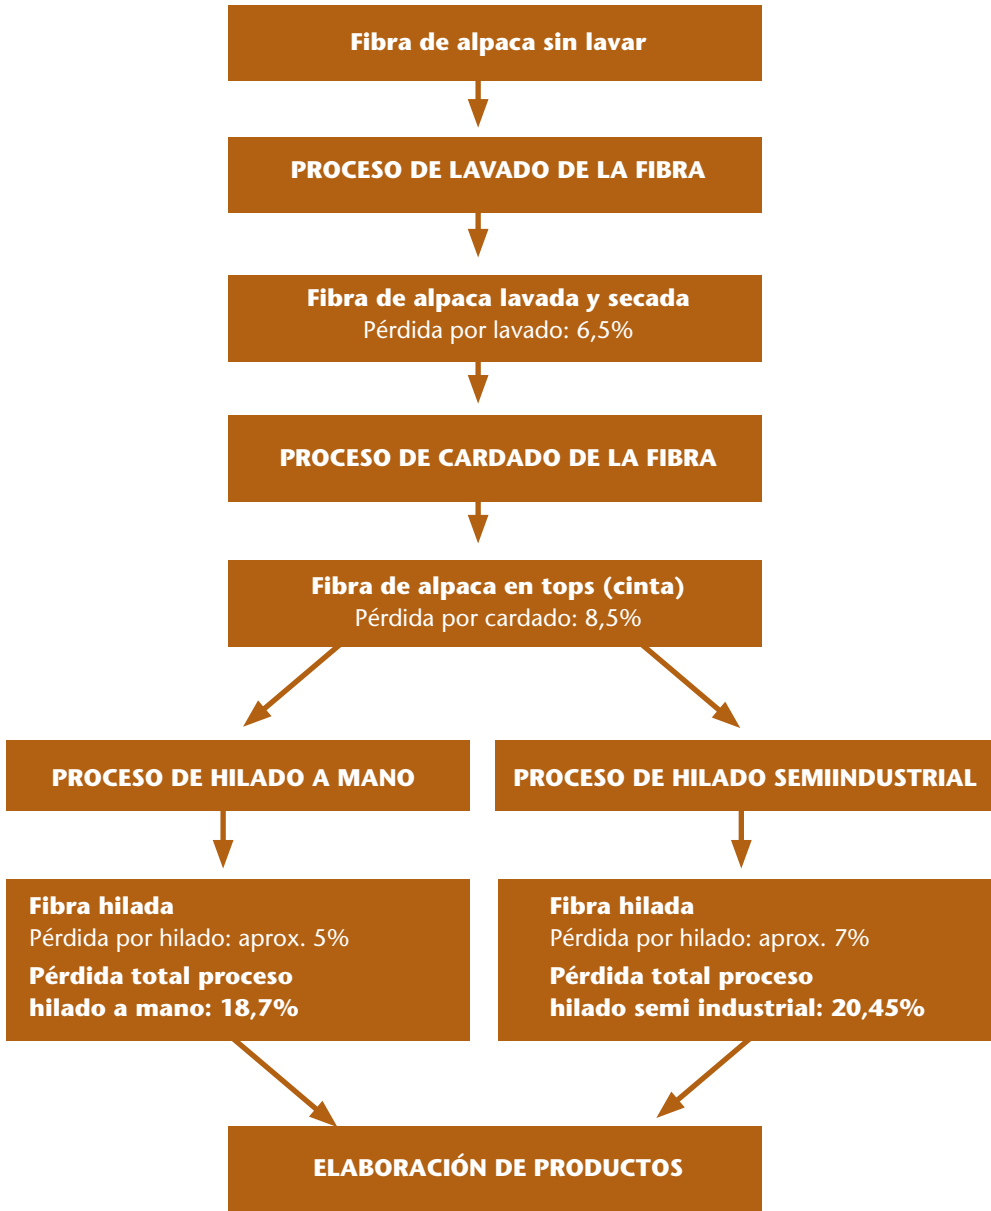 Fibra de alpaca sin lavar
PROCESO DE LAVADO DE LA FIBRA
Fibra de alpaca lavada y secada
Pérdida por lavado: 6,5%
PROCESO DE CARDADO DE LA FIBRA
Fibra de alpaca en tops (cinta)
Pérdida por cardado: 8,5%
PROCESO DE HILADO A MANO
PROCESO DE HILADO SEMIINDUSTRIAL
Fibra hilada
Pérdida por hilado: aprox. 5%
Pérdida total proceso
hilado a mano: 18,7%
Fibra hilada
Pérdida por hilado: aprox. 7%
Pérdida total proceso
hilado semi industrial: 20,45%
ELABORACIÓN DE PRODUCTOS